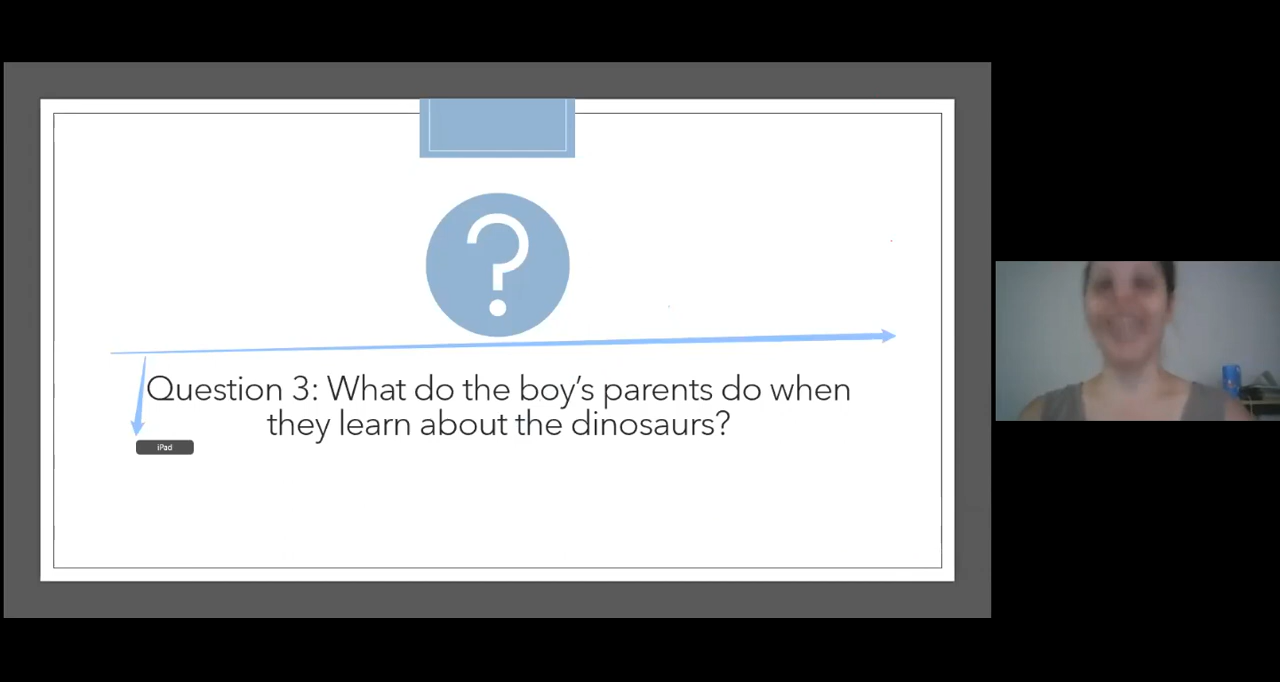 ?
Question 3: What do the boy’s parents do when
they learn about the dinosaurs?
iPad